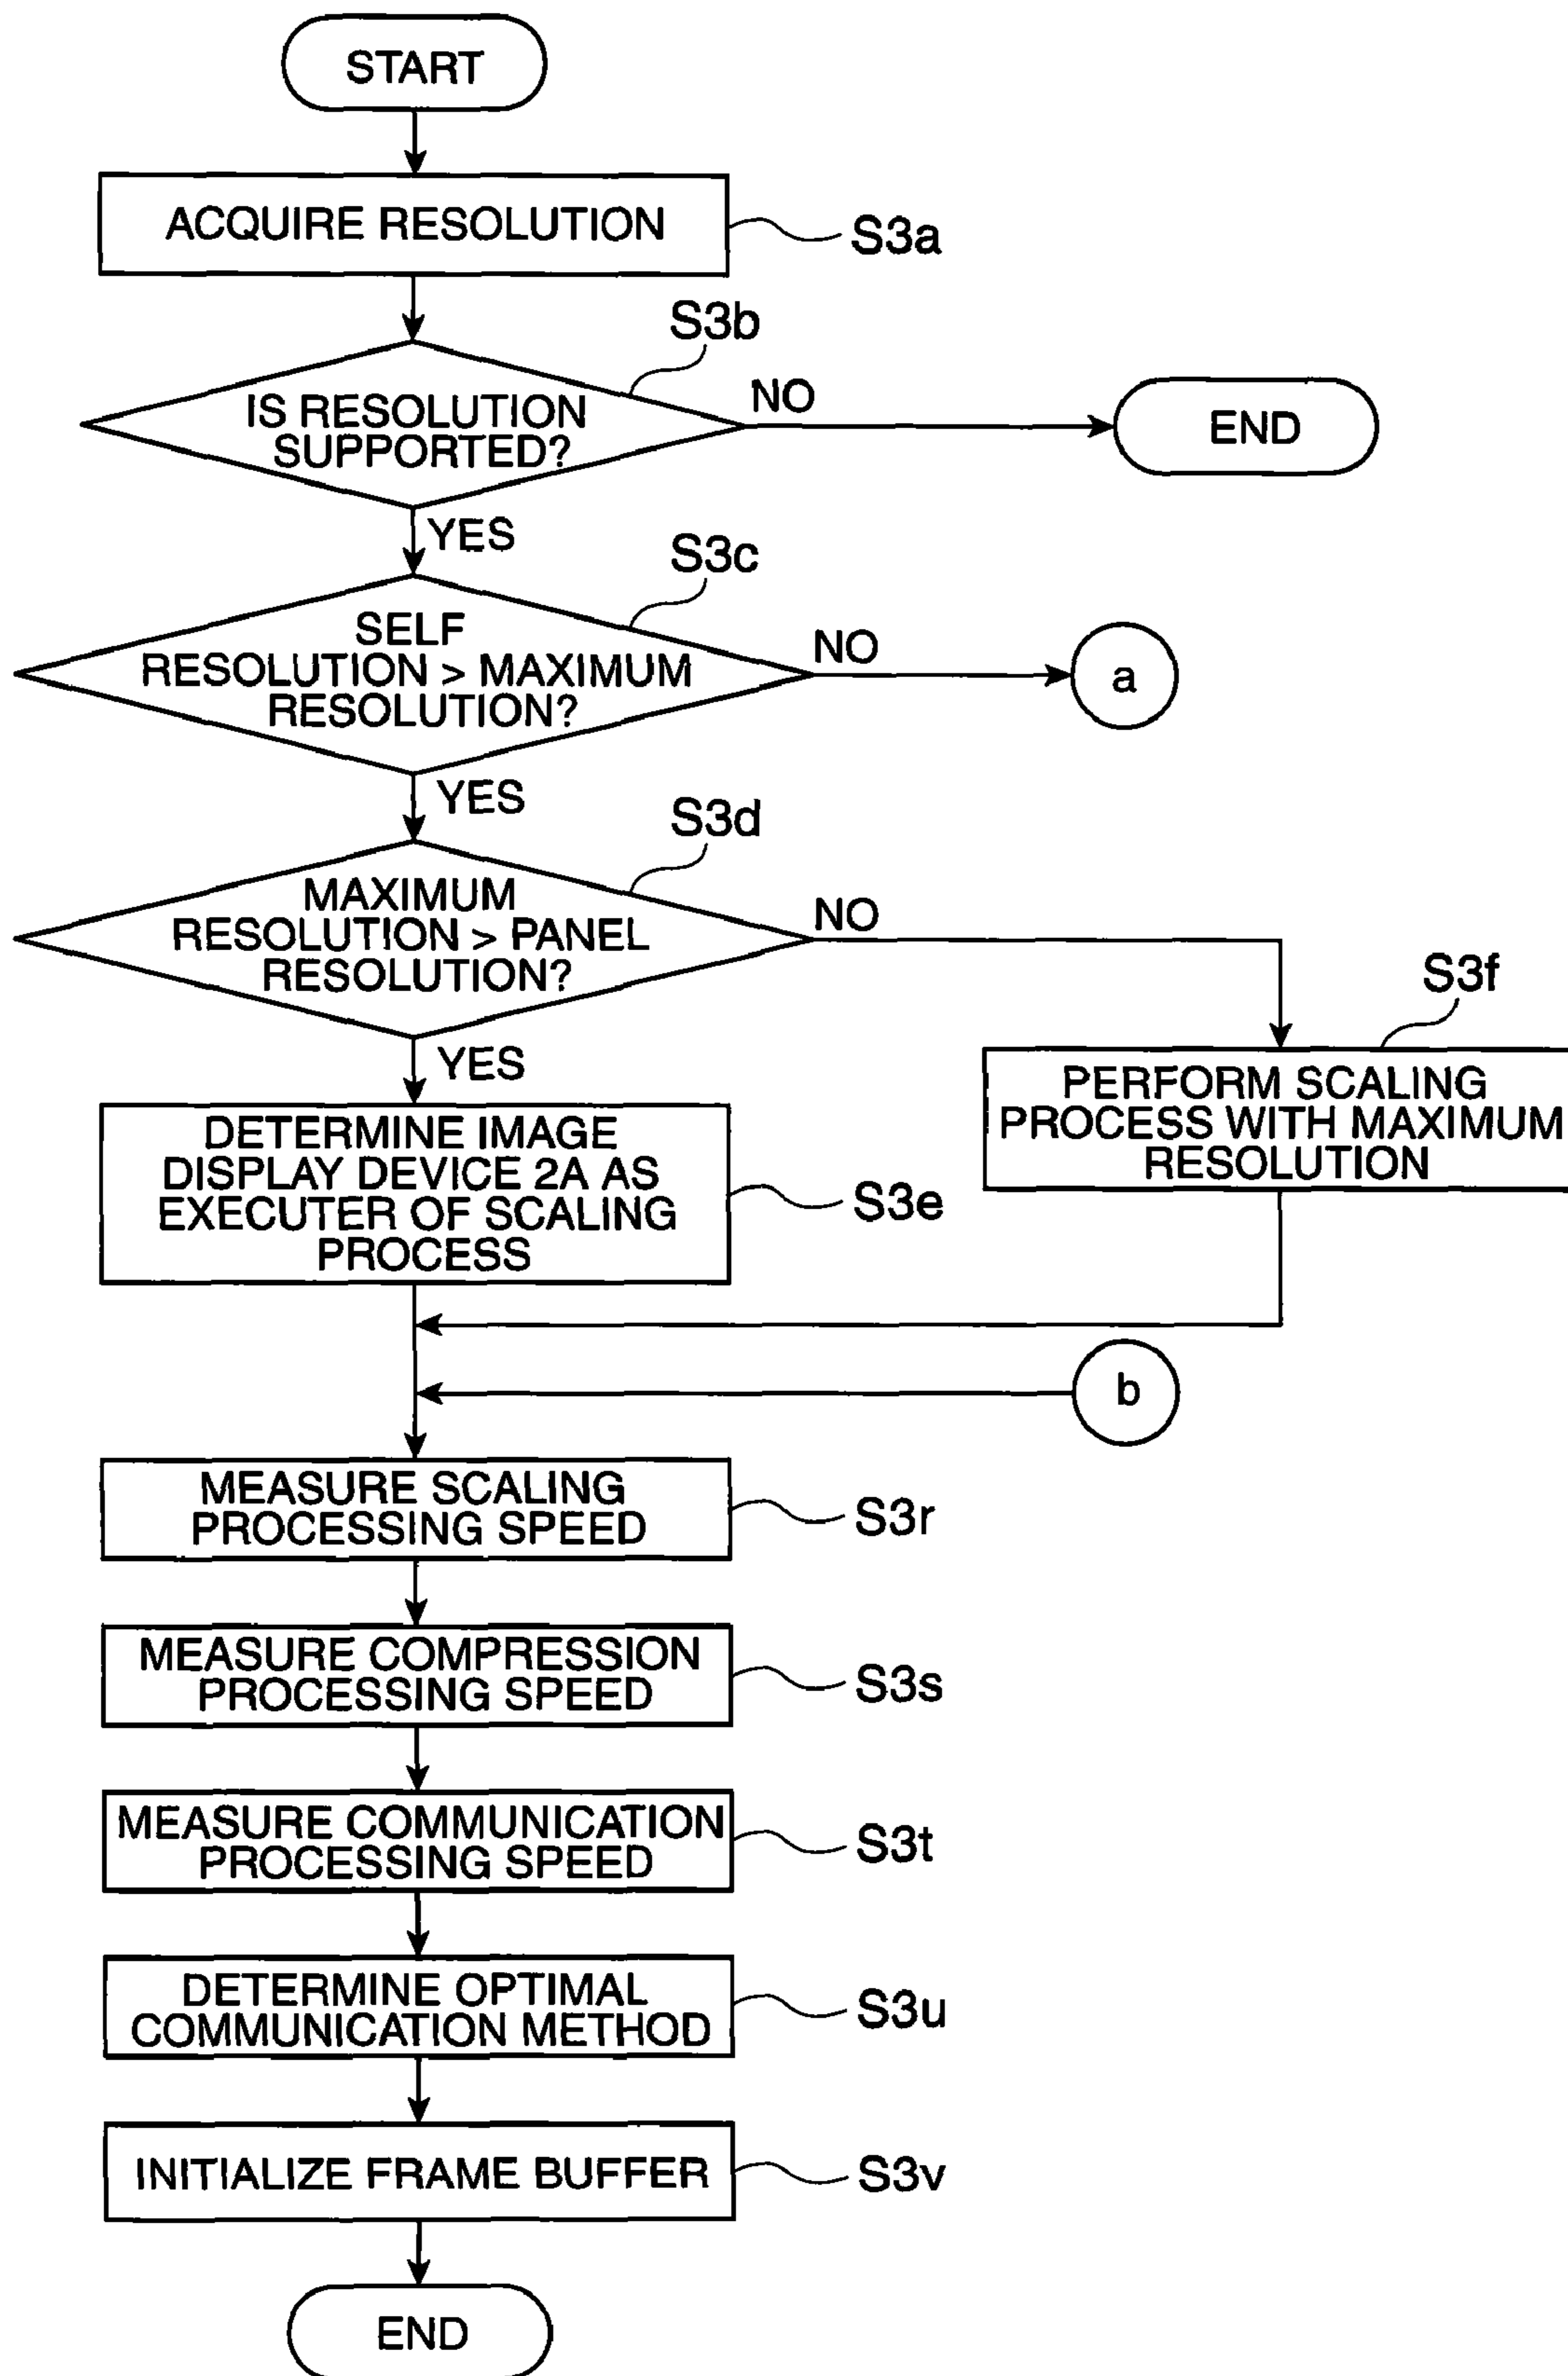 START
ACQUIRE RESOLUTION
S3a
S3b
IS RESOLUTION
SUPPORTED?
NO
END
YES
S3c
SELF
RESOLUTION > MAXIMUM
RESOLUTION?
NO
a
YES
S3d
MAXIMUM
RESOLUTION > PANEL
RESOLUTION?
NO
S3f
PERFORM SCALING
PROCESS WITH MAXIMUM
RESOLUTION
YES
DETERMINE IMAGE
DISPLAY DEVICE 2A AS
EXECUTER OF SCALING
PROCESS
S3e
b
MEASURE SCALING
PROCESSING SPEED
S3r
MEASURE COMPRESSION
PROCESSING SPEED
S3s
MEASURE COMMUNICATION
PROCESSING SPEED
S3t
DETERMINE OPTIMAL
COMMUNICATION METHOD
S3u
INITIALIZE FRAME BUFFER
S3v
END